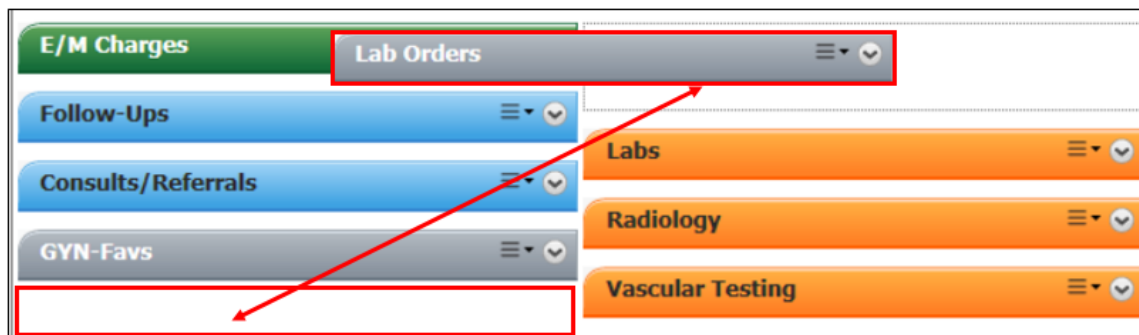 E/M Charges
Lab Orders
Follow-Ups
Consults/Referrals
GYN-Favs
Labs
Radiology
Vascular Testing